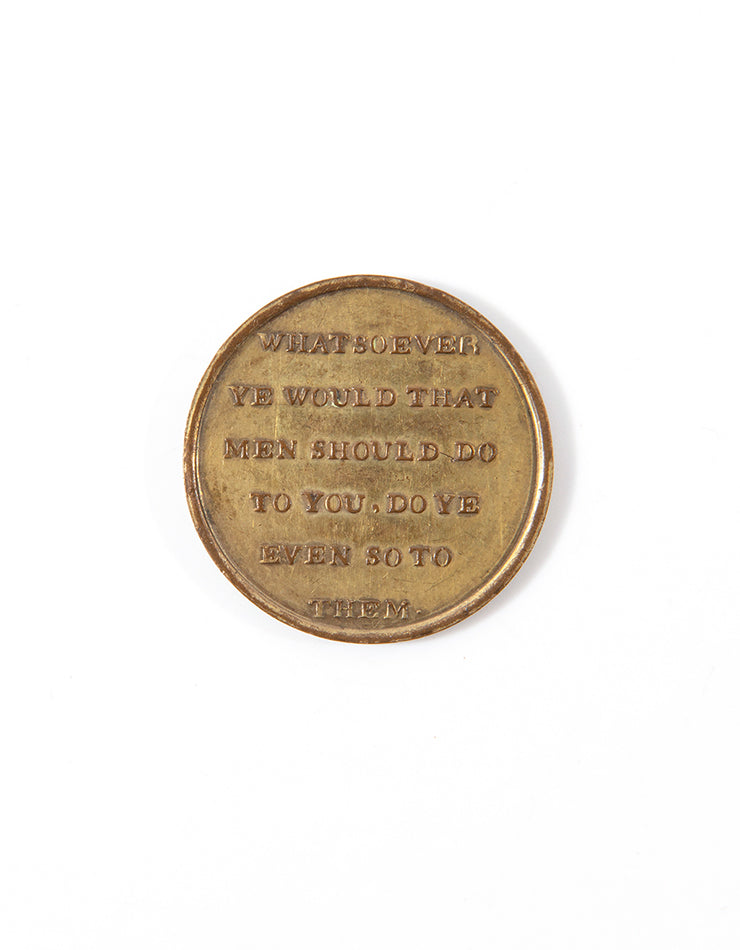 WHATSOEVER
YE WOULD THAT
MEN SHOULD DO
TO YOU, DO YE
EVEN SO TO
THEM.